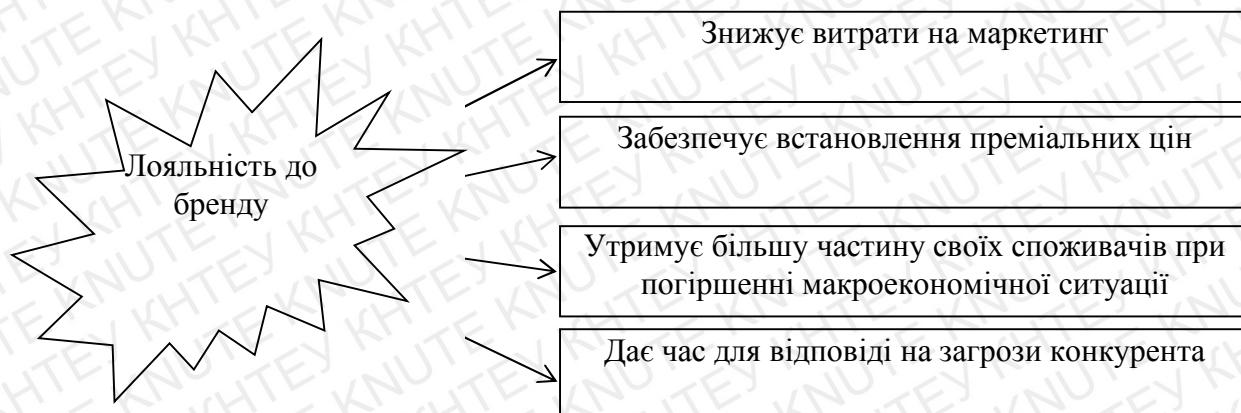 Знижує витрати на маркетинг
Забезпечує встановлення преміальних цін
Лояльність до
бренду
Утримує більшу частину своїх споживачів при
погіршенні макроекономічної ситуації
Дає час для відповіді на загрози конкурента